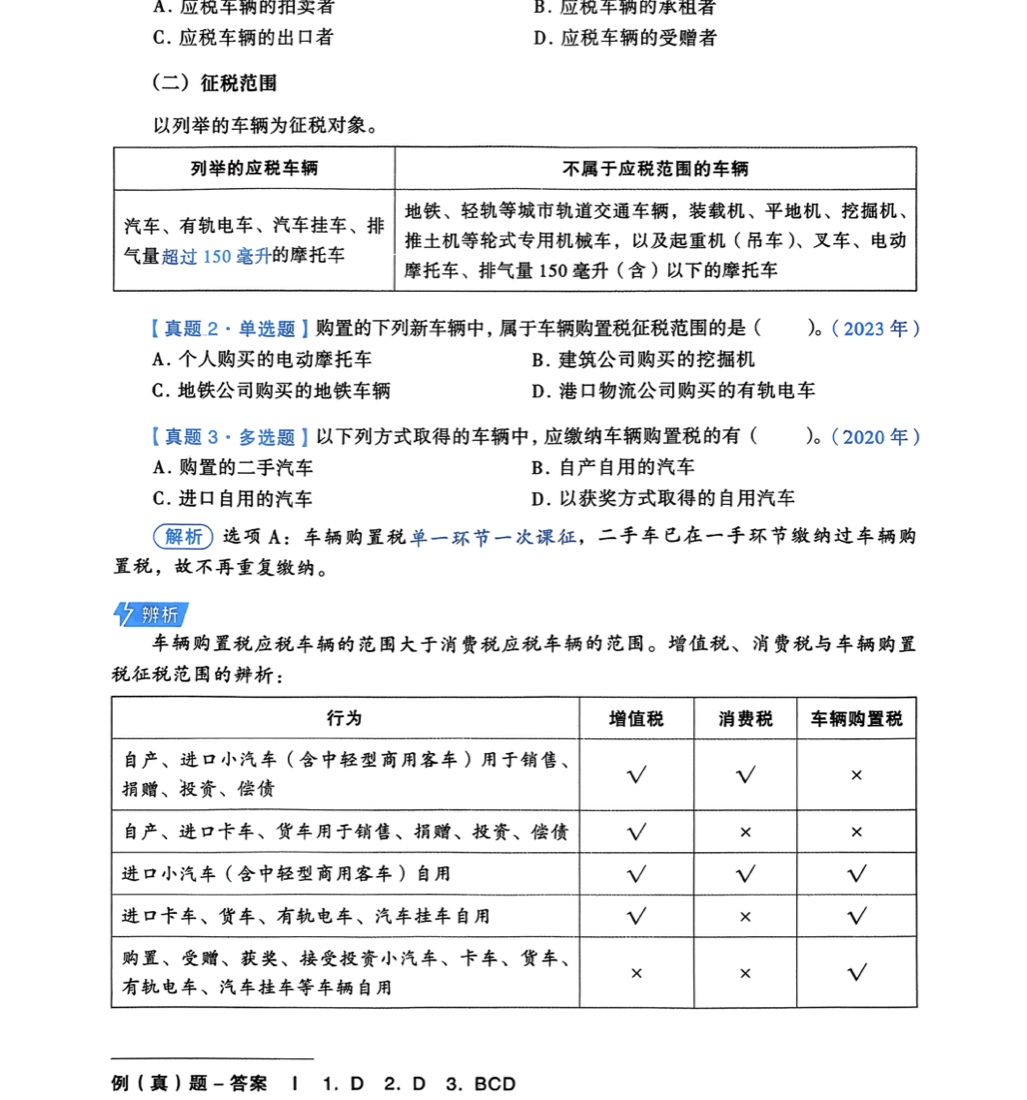 A. 应税车辆的拍卖者 B. 应税车辆的承租者
C. 应税车辆的出口者 D. 应税车辆的受赠者
（二）征税范围
以列举的车辆为征税对象。
列举的应税车辆 不属于应税范围的车辆
汽车、有轨电车、汽车挂车、排
气量超过 150 毫升的摩托车
地铁、轻轨等城市轨道交通车辆，装载机、平地机、挖掘机、
推土机等轮式专用机械车，以及起重机（吊车）、叉车、电动
摩托车、排气量 150 毫升（含）以下的摩托车
【真题 2·单选题】购置的下列新车辆中，属于车辆购置税征税范围的是（ ）。（2023 年）
A. 个人购买的电动摩托车 B. 建筑公司购买的挖掘机
C. 地铁公司购买的地铁车辆 D. 港口物流公司购买的有轨电车
【真题 3·多选题】以下列方式取得的车辆中，应缴纳车辆购置税的有（ ）。（2020 年）
A. 购置的二手汽车 B. 自产自用的汽车
C. 进口自用的汽车 D. 以获奖方式取得的自用汽车
解析 选项 A：车辆购置税单一环节一次课征，二手车已在一手环节缴纳过车辆购
置税，故不再重复缴纳。
辨析
车辆购置税应税车辆的范围大于消费税应税车辆的范围。增值税、消费税与车辆购置
税征税范围的辨析：
行为 增值税 消费税 车辆购置税
自产、进口小汽车（含中轻型商用客车）用于销售、
捐赠、投资、偿债 √ √ ×
自产、进口卡车、货车用于销售、捐赠、投资、偿债 √ × ×
进口小汽车（含中轻型商用客车）自用 √ √ √
进口卡车、货车、有轨电车、汽车挂车自用 √ × √
购置、受赠、获奖、接受投资小汽车、卡车、货车、
有轨电车、汽车挂车等车辆自用 × × √
例（真）题－答案 | 1. D 2. D 3. BCD